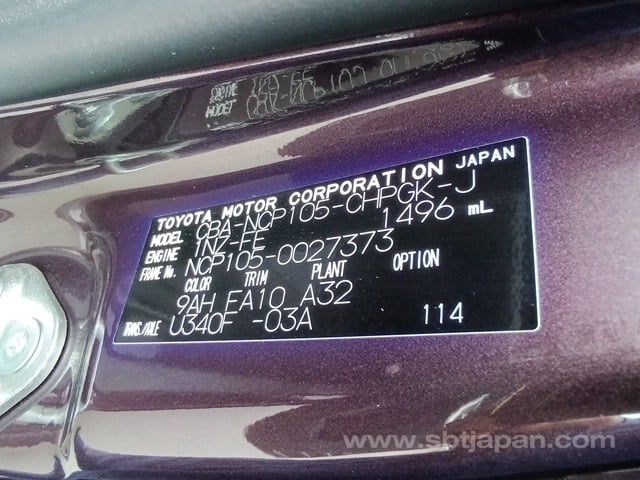 TOYOTA MOTOR CORPORATION JAPAN
MODEL CBA-NCP105-CHPGK-J
ENGINE 1NZ-FE 1496 mL
FRAME No. NCP105-0027373
COLOR TRIM PLANT OPTION
9AH FA10 A32
TRANS./AXLE U340F -03A 114
www.sbtjapan.com